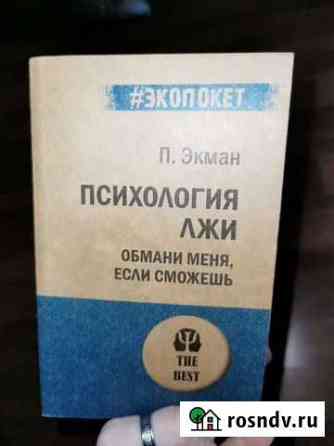 #ЭКОПОКЕТ
П. Экман
ПСИХОЛОГИЯ
ЛЖИ
ОБМАНИ МЕНЯ,
ЕСЛИ СМОЖЕШЬ
THE
BEST
rosndv.ru